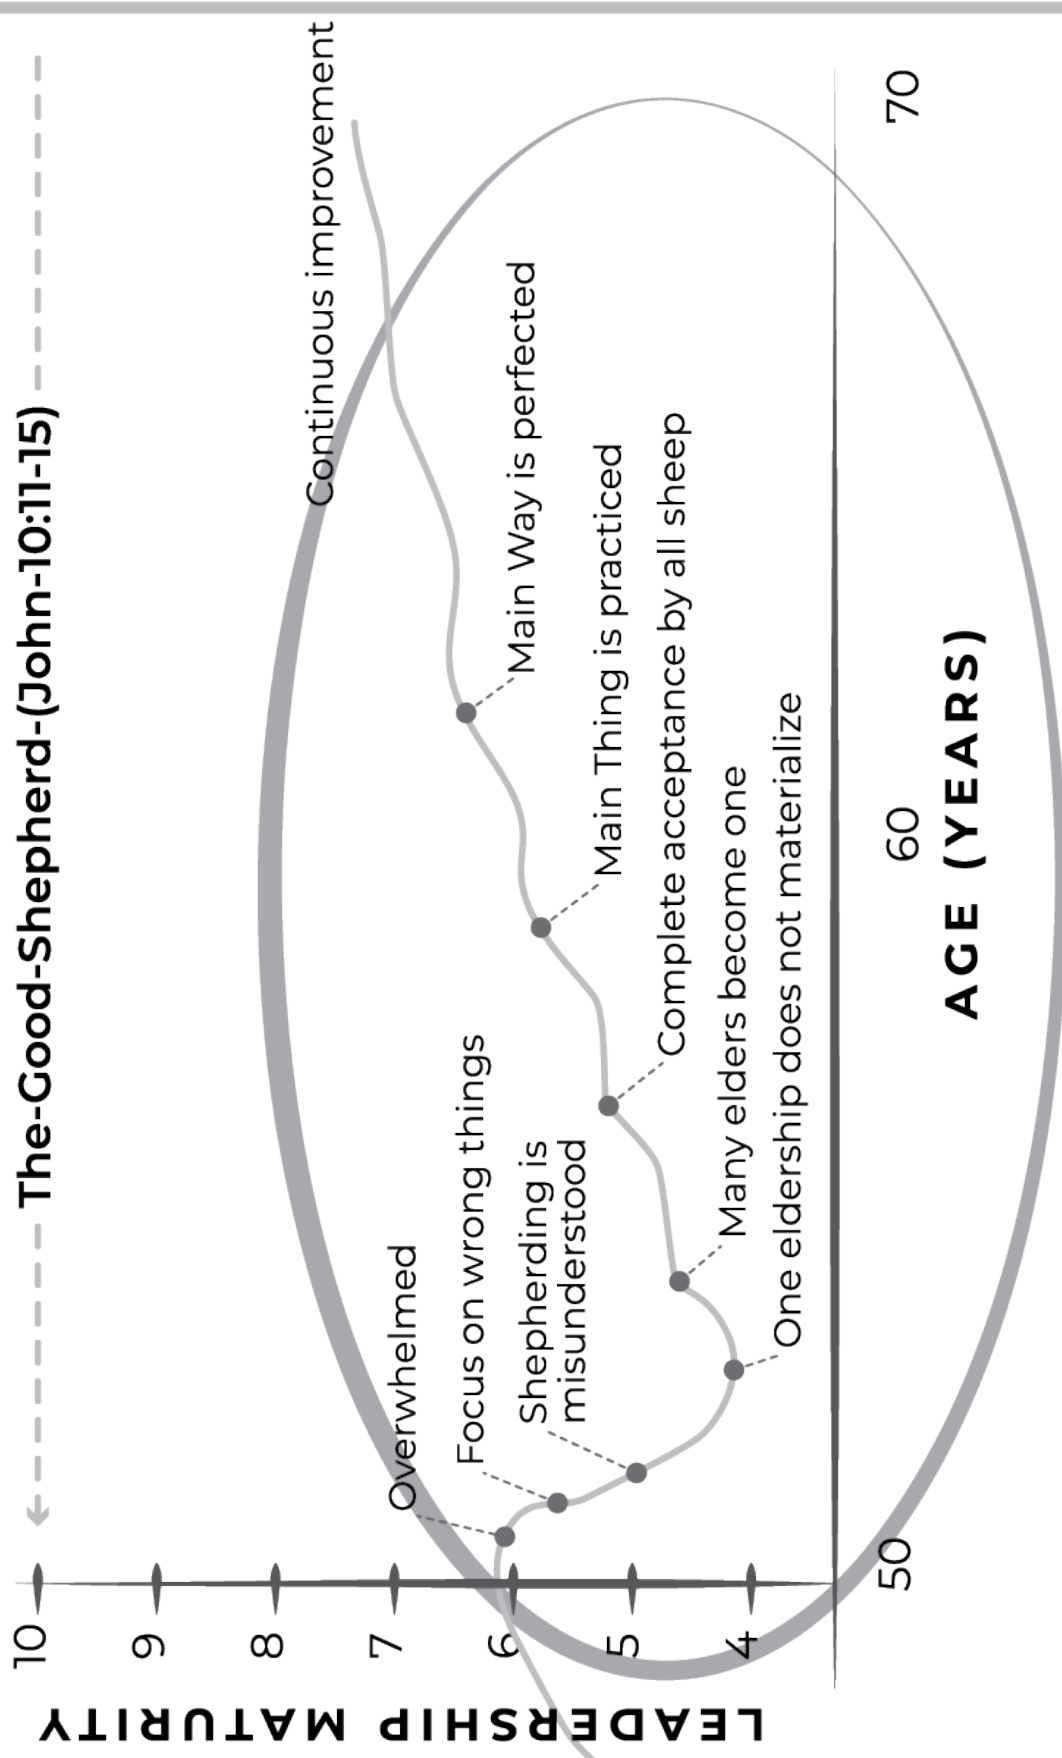 The-Good-Shepherd-(John-10:11-15)
LEADERSHIP MATURITY
10
9
8
7
6
5
4
Continuous improvement
Overwhelmed
Focus on wrong things
Shepherding is
misunderstood
Main Way is perfected
Main Thing is practiced
Complete acceptance by all sheep
Many elders become one
One eldership does not materialize
50
60
70
AGE (YEARS)